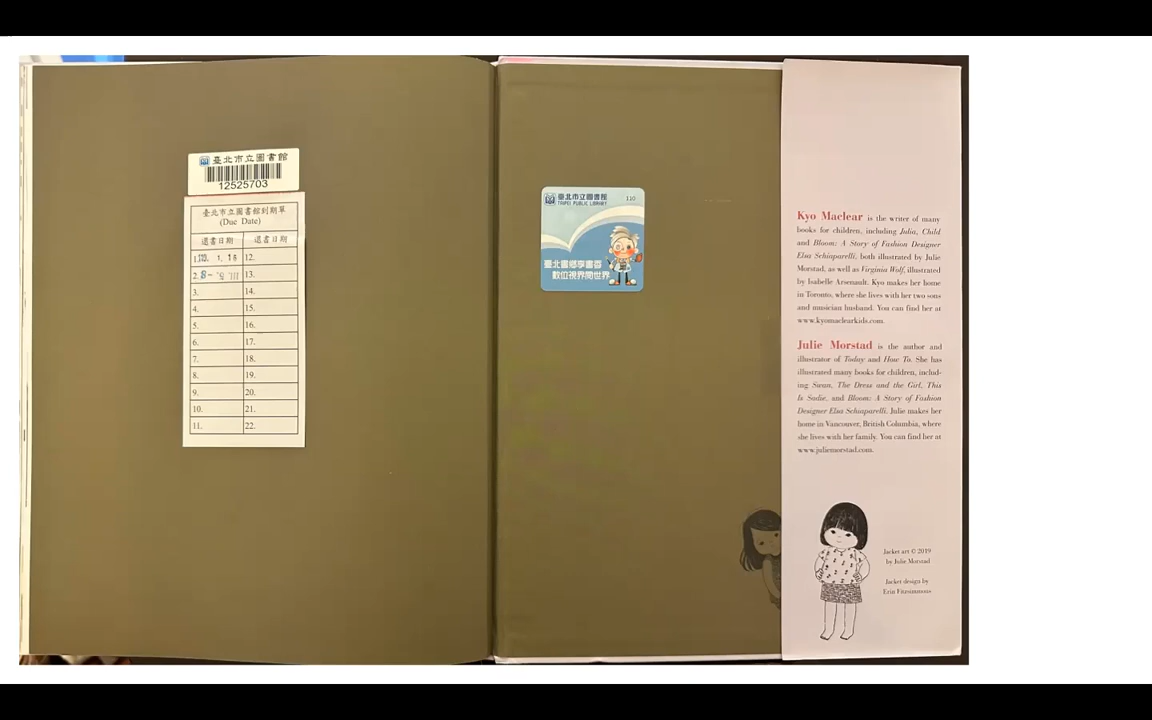 臺北市立圖書館
12525703
臺北市立圖書館到期單
(Due Date)
還書日期 還書日期
1. 12.
2. 13.
3. 14.
4. 15.
5. 16.
6. 17.
7. 18.
8. 19.
9. 20.
10. 21.
11. 22.
臺北市立圖書館 110
TAIPEI PUBLIC LIBRARY
臺北書鄉享書香
數位視界閱世界
Kyo Maclear is the writer of many
books for children, including Julia, Child
and Bloom: A Story of Fashion Designer
Elsa Schiaparelli, both illustrated by Julie
Morstad, as well as Virginia Wolf, illustrated
by Isabelle Arsenault. Kyo makes her home
in Toronto, where she lives with her two sons
and musician husband. You can find her at
www.kyomaclearkids.com.
Julie Morstad is the author and
illustrator of Today and How To. She has
illustrated many books for children, includ-
ing Swan, The Dress and the Girl, This
Is Sadie, and Bloom: A Story of Fashion
Designer Elsa Schiaparelli. Julie makes her
home in Vancouver, British Columbia, where
she lives with her family. You can find her at
www.juliemorstad.com.
Jacket art © 2019
by Julie Morstad
Jacket design by
Erin Fitzsimmons